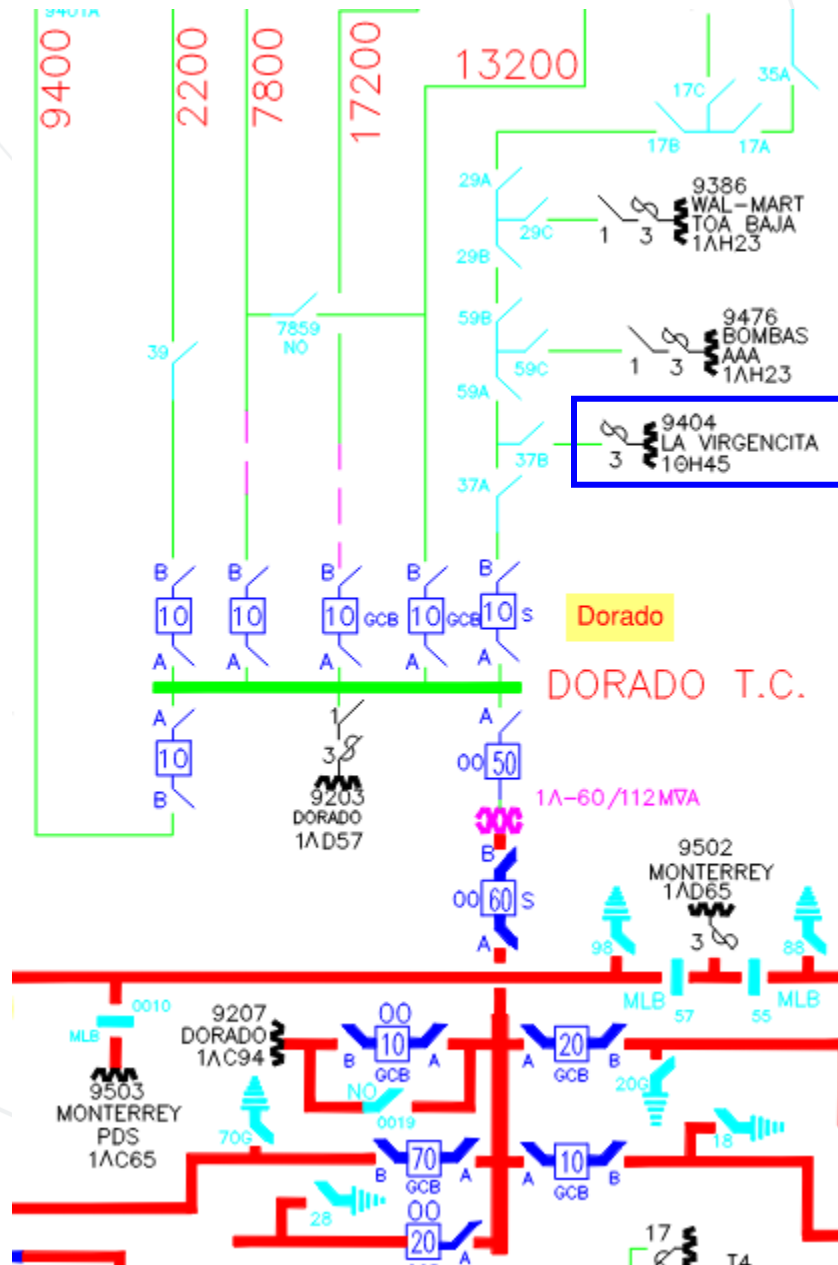 9401A
9400
2200
7800
17200
13200
17C
35A
17B
17A
29A
29C
29B
1
3
9386
WAL-MART
TOA BAJA
1ΛH23
7859
NO
39
59B
59C
59A
1
3
9476
BOMBAS
AAA
1ΛH23
37B
37A
3
9404
LA VIRGENCITA
1ΘH45
B
B
B
B
B
10
10
10
GCB
10
GCB
10
S
Dorado
A
A
A
A
A
DORADO T.C.
A
10
B
1
3
9203
DORADO
1ΛD57
A
00
50
1Λ-60/112MVA
B
00
60
S
A
9502
MONTERREY
1ΛD65
3
98
88
MLB
57
55
MLB
0010
MLB
9503
MONTERREY
PDS
1ΛC65
9207
DORADO
1ΛC94
00
B
10
A
GCB
NO
0019
A
20
B
GCB
20G
70G
B
70
A
GCB
A
10
B
GCB
18
28
00
20
A
GCB
17
T4